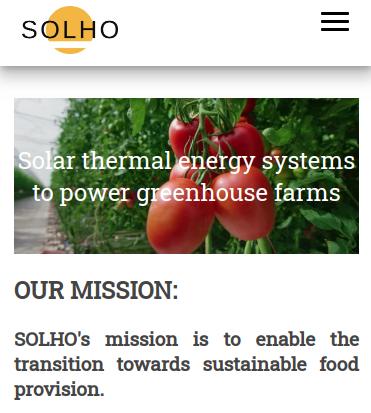 SOLHO
Solar thermal energy systems
to power greenhouse farms
OUR MISSION:
SOLHO's mission is to enable the
transition towards sustainable food
provision.